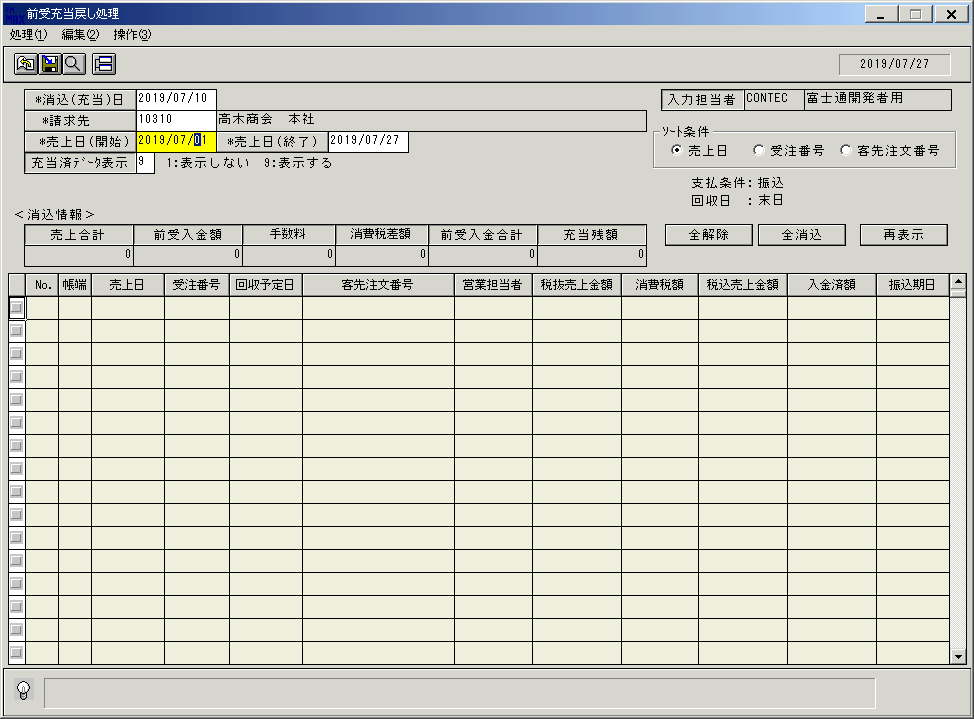 前受充当戻し処理
処理(1) 編集(2) 操作(3)
2019/07/27
*消込(充当)日 2019/07/10
入力担当者 CONTEC 富士通開発者用
*請求先 10310 高木商会 本社
*売上日(開始) 2019/07/01 *売上日(終了) 2019/07/27
ソート条件
売上日 受注番号 客先注文番号
充当済データ表示 9 1:表示しない 9:表示する
支払条件:振込
回収日 :末日
<消込情報>
売上合計 前受入金額 手数料 消費税差額 前受入金合計 充当残額
0 0 0 0 0 0
全解除 全消込 再表示
No. 帳端 売上日 受注番号 回収予定日 客先注文番号 営業担当者 税抜売上金額 消費税額 税込売上金額 入金済額 振込期日